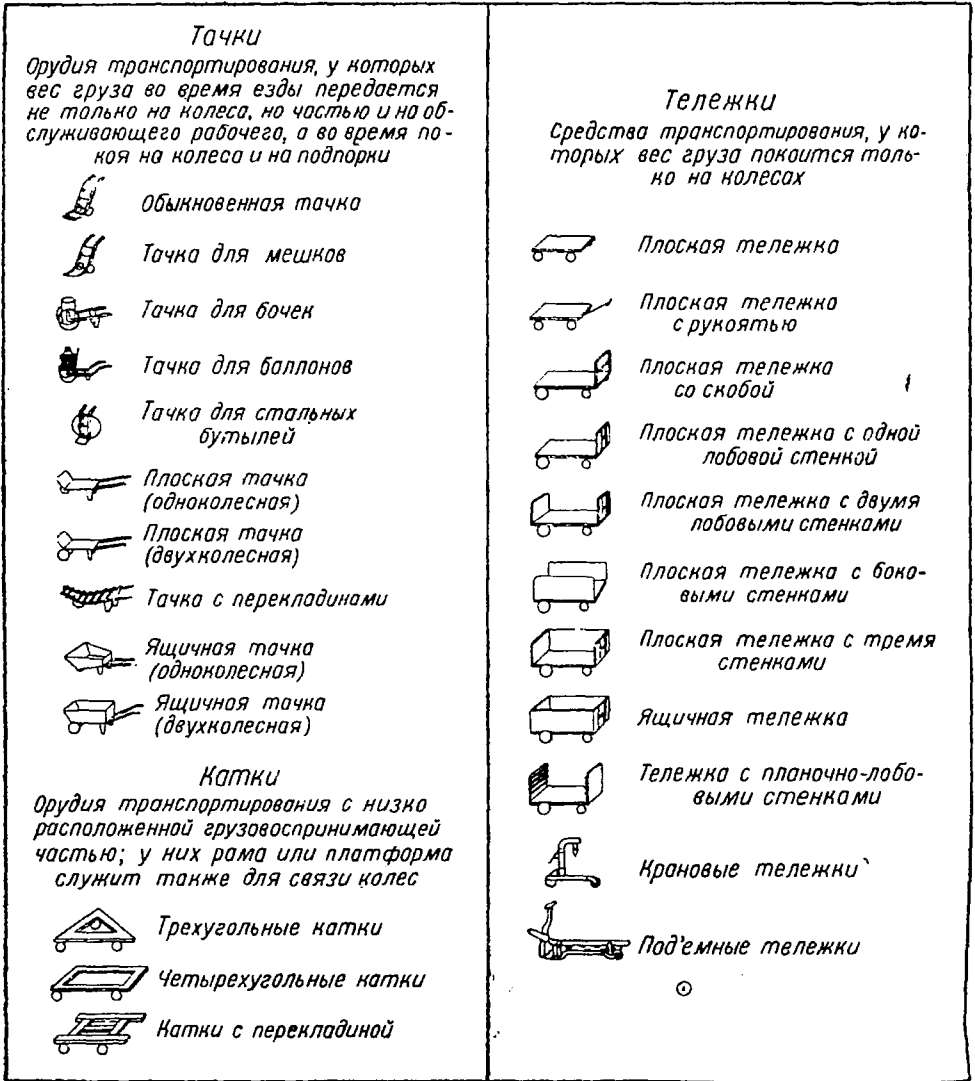 Тачки
Орудия транспортирования, у которых
вес груза во время езды передается
не только на колеса, но частью и на об-
служивающего рабочего, а во время по-
коя на колеса и на подпорки
Обыкновенная тачка
Тачка для мешков
Тачка для бочек
Тачка для баллонов
Тачка для стальных
бутылей
Плоская тачка
(одноколесная)
Плоская тачка
(двухколесная)
Тачка с перекладинами
Ящичная тачка
(одноколесная)
Ящичная тачка
(двухколесная)
Катки
Орудия транспортирования с низко
расположенной грузовоспринимающей
частью; у них рама или платформа
служит также для связи колес
Трехугольные катки
Четырехугольные катки
Катки с перекладиной
Тележки
Средства транспортирования, у ко-
торых вес груза покоится толь-
ко на колесах
Плоская тележка
Плоская тележка
с рукоятью
Плоская тележка
со скобой
Плоская тележка с одной
лобовой стенкой
Плоская тележка с двумя
лобовыми стенками
Плоская тележка с боко-
выми стенками
Плоская тележка с тремя
стенками
Ящичная тележка
Тележка с планочно-лобо-
выми стенками
Крановые тележки
Под'емные тележки